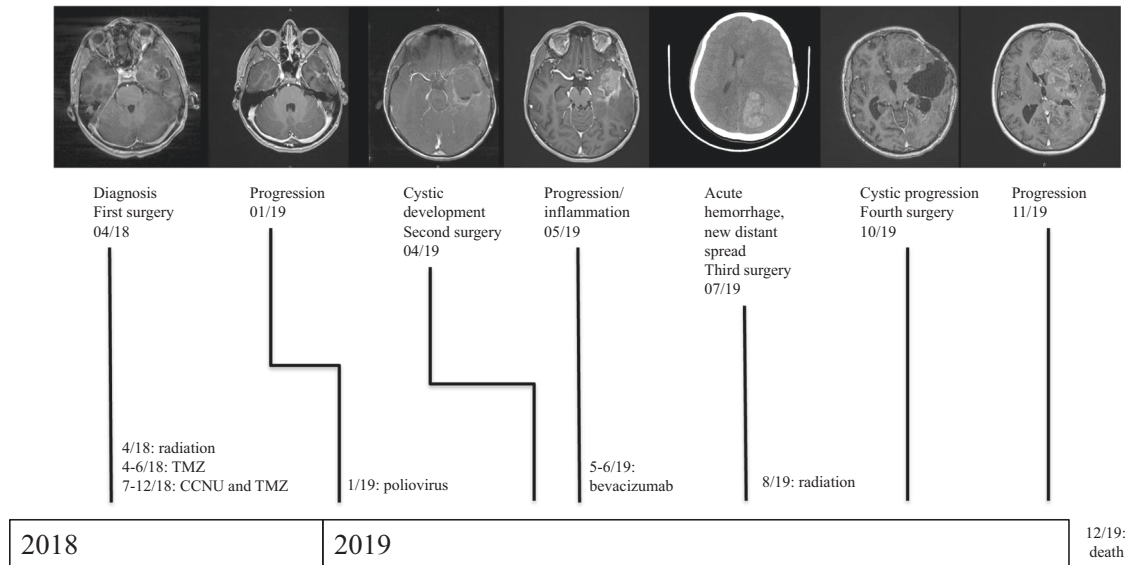 Diagnosis
First surgery
04/18
Progression
01/19
Cystic
development
Second surgery
04/19
Progression/
inflammation
05/19
Acute
hemorrhage,
new distant
spread
Third surgery
07/19
Cystic progression
Fourth surgery
10/19
Progression
11/19
4/18: radiation
4-6/18: TMZ
7-12/18: CCNU and TMZ
1/19: poliovirus
5-6/19:
bevacizumab
8/19: radiation
2018
2019
12/19:
death